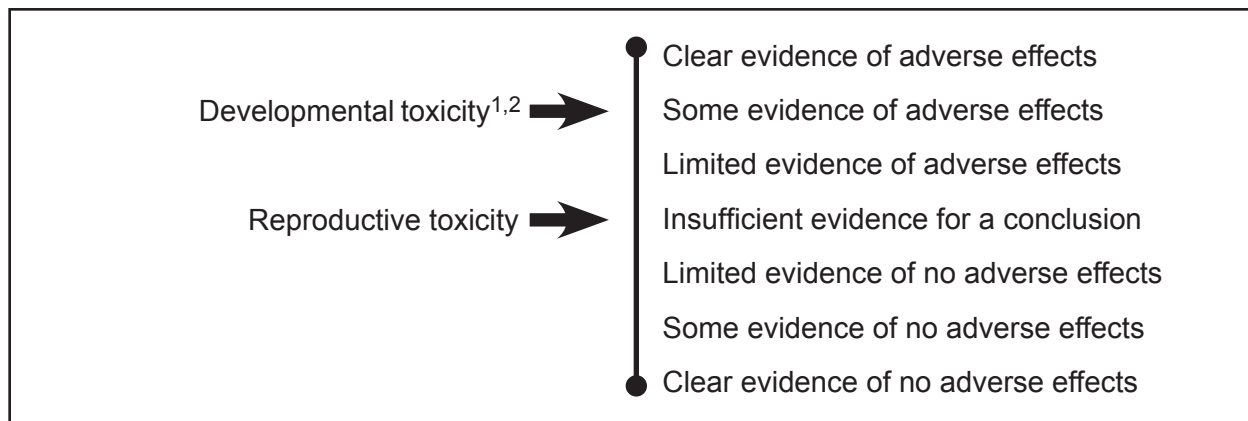 Clear evidence of adverse effects
Developmental toxicity1,2 Some evidence of adverse effects
Limited evidence of adverse effects
Reproductive toxicity Insufficient evidence for a conclusion
Limited evidence of no adverse effects
Some evidence of no adverse effects
Clear evidence of no adverse effects